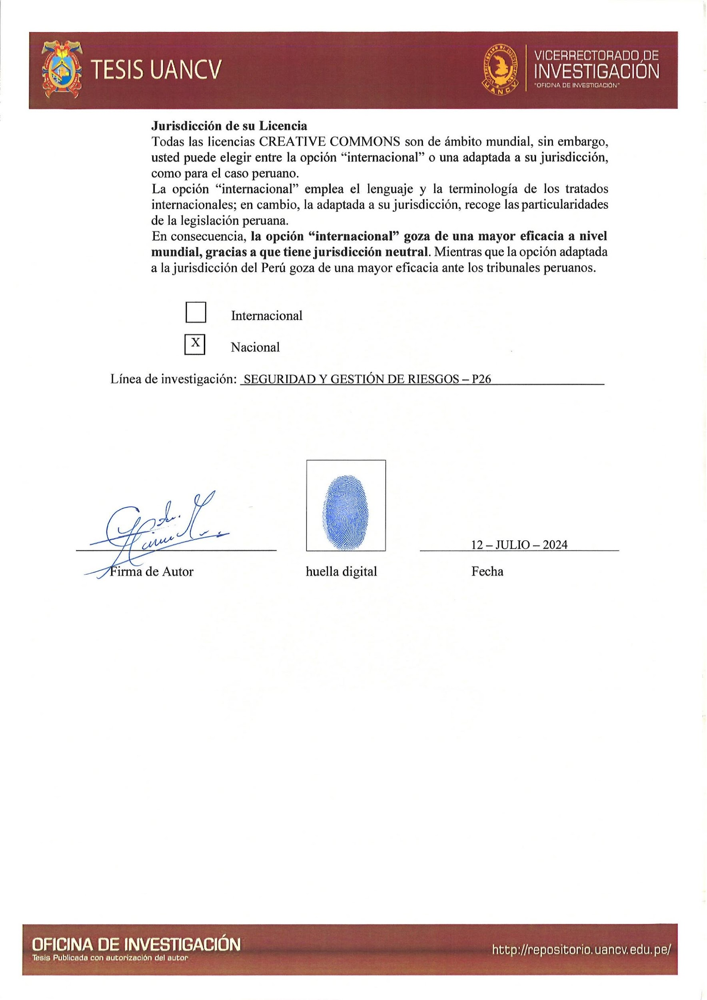 TESIS UANCV
VICERRECTORADO DE
INVESTIGACIÓN
"OFICINA DE INVESTIGACIÓN"
Jurisdicción de su Licencia
Todas las licencias CREATIVE COMMONS son de ámbito mundial, sin embargo,
usted puede elegir entre la opción “internacional” o una adaptada a su jurisdicción,
como para el caso peruano.
La opción “internacional” emplea el lenguaje y la terminología de los tratados
internacionales; en cambio, la adaptada a su jurisdicción, recoge las particularidades
de la legislación peruana.
En consecuencia, la opción “internacional” goza de una mayor eficacia a nivel
mundial, gracias a que tiene jurisdicción neutral. Mientras que la opción adaptada
a la jurisdicción del Perú goza de una mayor eficacia ante los tribunales peruanos.
Internacional
X Nacional
Línea de investigación: SEGURIDAD Y GESTIÓN DE RIESGOS – P26
12 – JULIO – 2024
Firma de Autor huella digital Fecha
OFICINA DE INVESTIGACIÓN
Tesis Publicada con autorización del autor
http://repositorio.uancv.edu.pe/